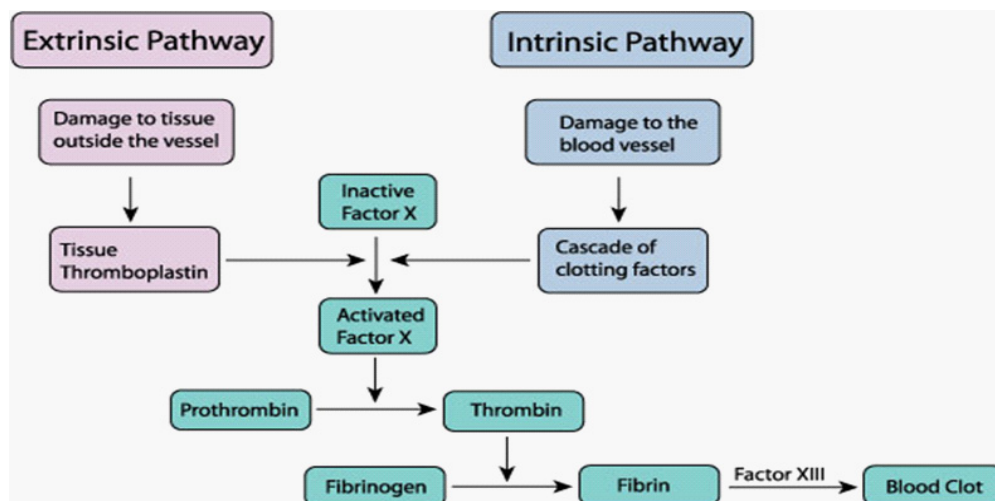 Extrinsic Pathway
Intrinsic Pathway
Damage to tissue
outside the vessel
Damage to the
blood vessel
Inactive
Factor X
Tissue
Thromboplastin
Cascade of
clotting factors
Activated
Factor X
Prothrombin
Thrombin
Fibrinogen
Fibrin
Factor XIII
Blood Clot